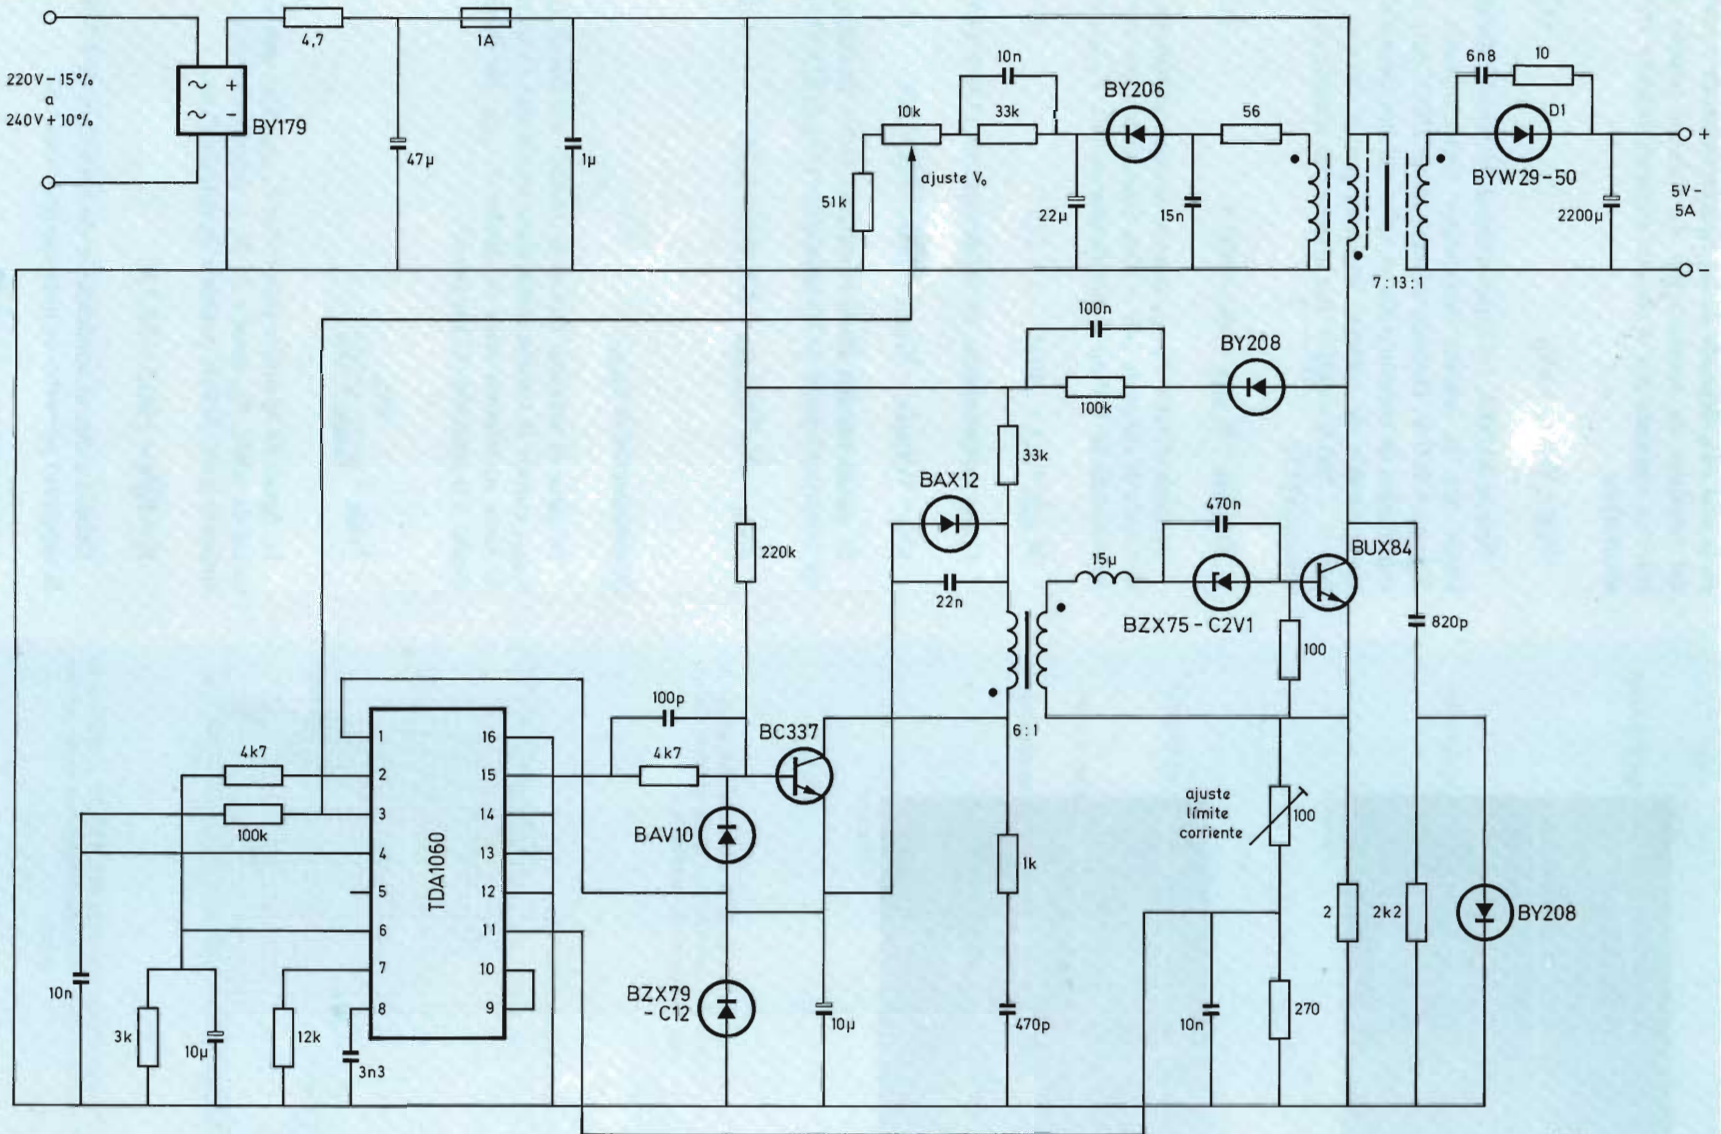 220V-15%
a
240V+10%
~ +
~ -
BY179
4,7
47µ
1A
1µ
10n
10k
33k
BY206
56
ajuste Vo
51k
22µ
15n
7:13:1
6n8
10
D1
BYW29-50
2200µ
+
5V-
5A
-
100n
BY208
100k
33k
BAX12
220k
22n
470n
15µ
BUX84
BZX75-C2V1
100
820p
6:1
100p
4k7
BC337
BAV10
4k7
100k
TDA1060
1
2
3
4
5
6
7
8
16
15
14
13
12
11
10
9
10n
3k
10µ
12k
3n3
BZX79
-C12
10µ
1k
470p
ajuste
límite
corriente
100
10n
270
2
2k2
BY208